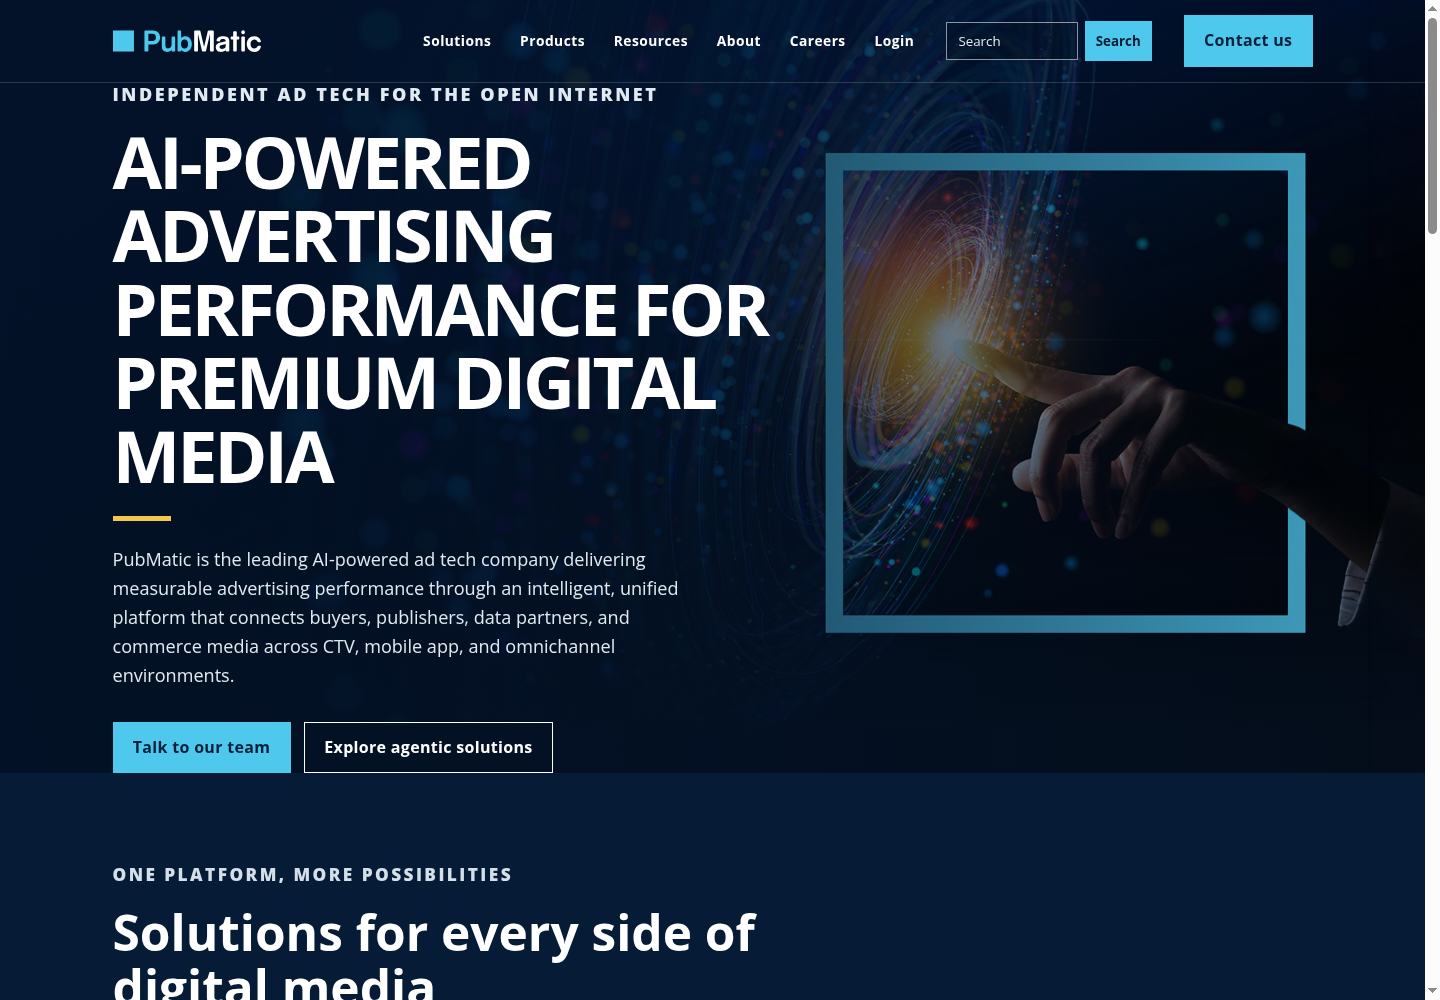 PubMatic
Solutions Products Resources About Careers Login Search Search Contact us
INDEPENDENT AD TECH FOR THE OPEN INTERNET
AI-POWERED
ADVERTISING
PERFORMANCE FOR
PREMIUM DIGITAL
MEDIA
PubMatic is the leading AI-powered ad tech company delivering
measurable advertising performance through an intelligent, unified
platform that connects buyers, publishers, data partners, and
commerce media across CTV, mobile app, and omnichannel
environments.
Talk to our team Explore agentic solutions
ONE PLATFORM, MORE POSSIBILITIES
Solutions for every side of
digital media